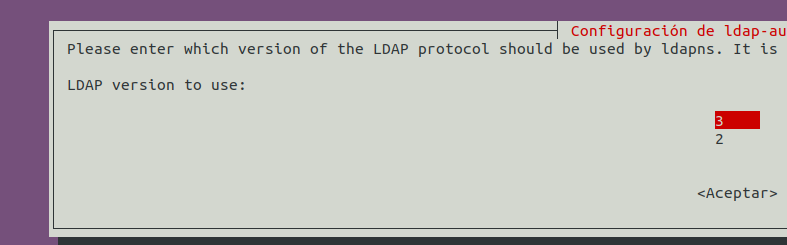 Configuración de ldap-au
Please enter which version of the LDAP protocol should be used by ldapns. It is
LDAP version to use:
3
2
<Aceptar>